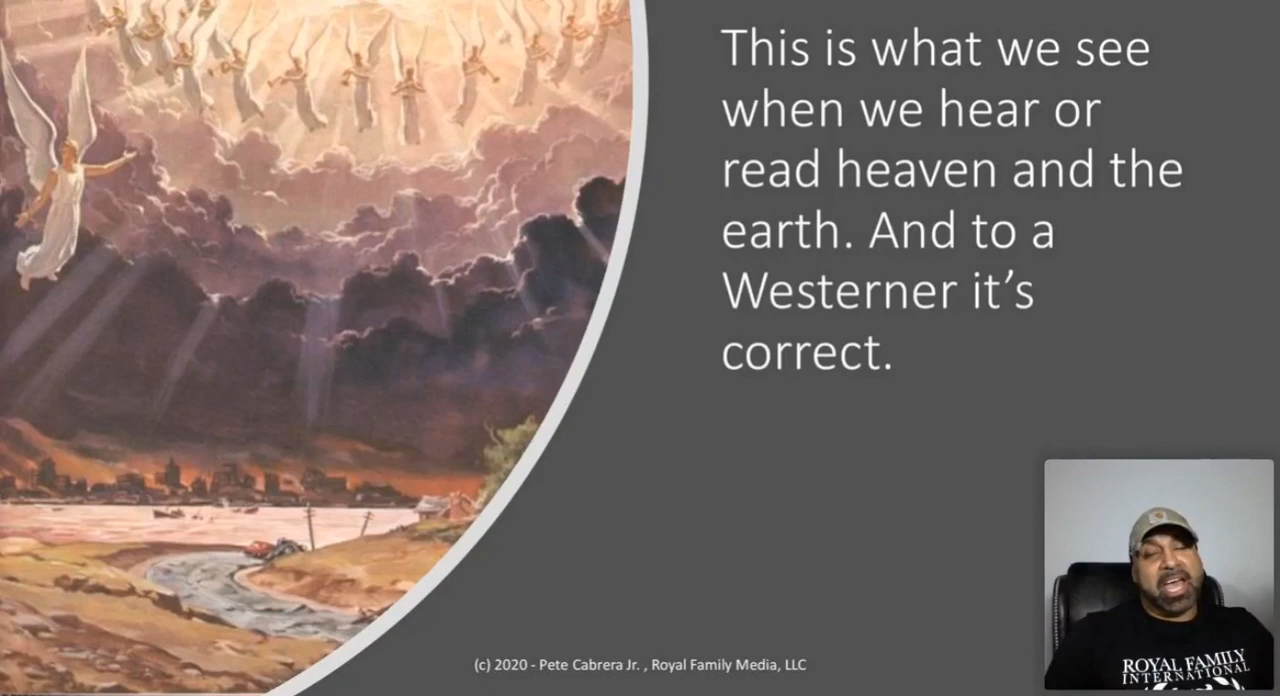 This is what we see
when we hear or
read heaven and the
earth. And to a
Westerner it’s
correct.
(c) 2020 - Pete Cabrera Jr. , Royal Family Media, LLC
ROYAL FAMILY
INTERNATIONAL